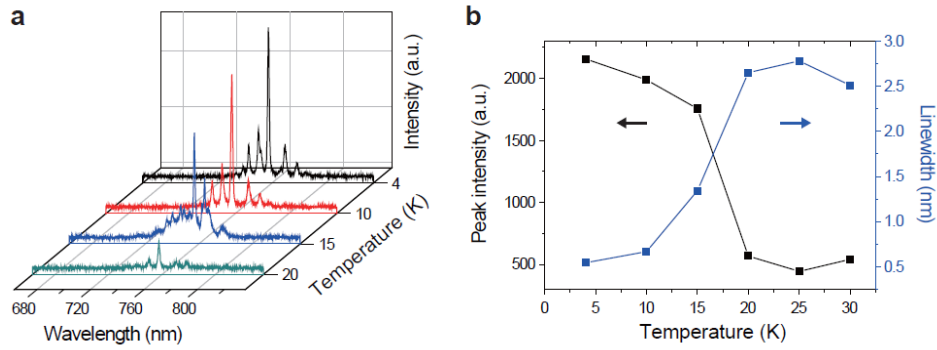 a
Intensity (a.u.)
4
10
15
20
Temperature (K)
680
720
760
800
Wavelength (nm)
b
2000
1500
1000
500
Peak intensity (a.u.)
3.0
2.5
2.0
1.5
1.0
0.5
Linewidth (nm)
0 5 10 15 20 25 30
Temperature (K)